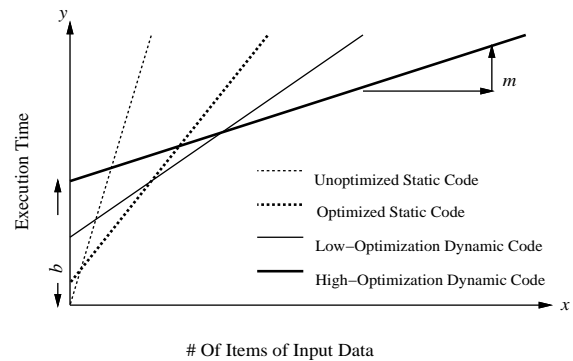 y
m
Execution Time
Unoptimized Static Code
Optimized Static Code
Low–Optimization Dynamic Code
High–Optimization Dynamic Code
b
x
# Of Items of Input Data